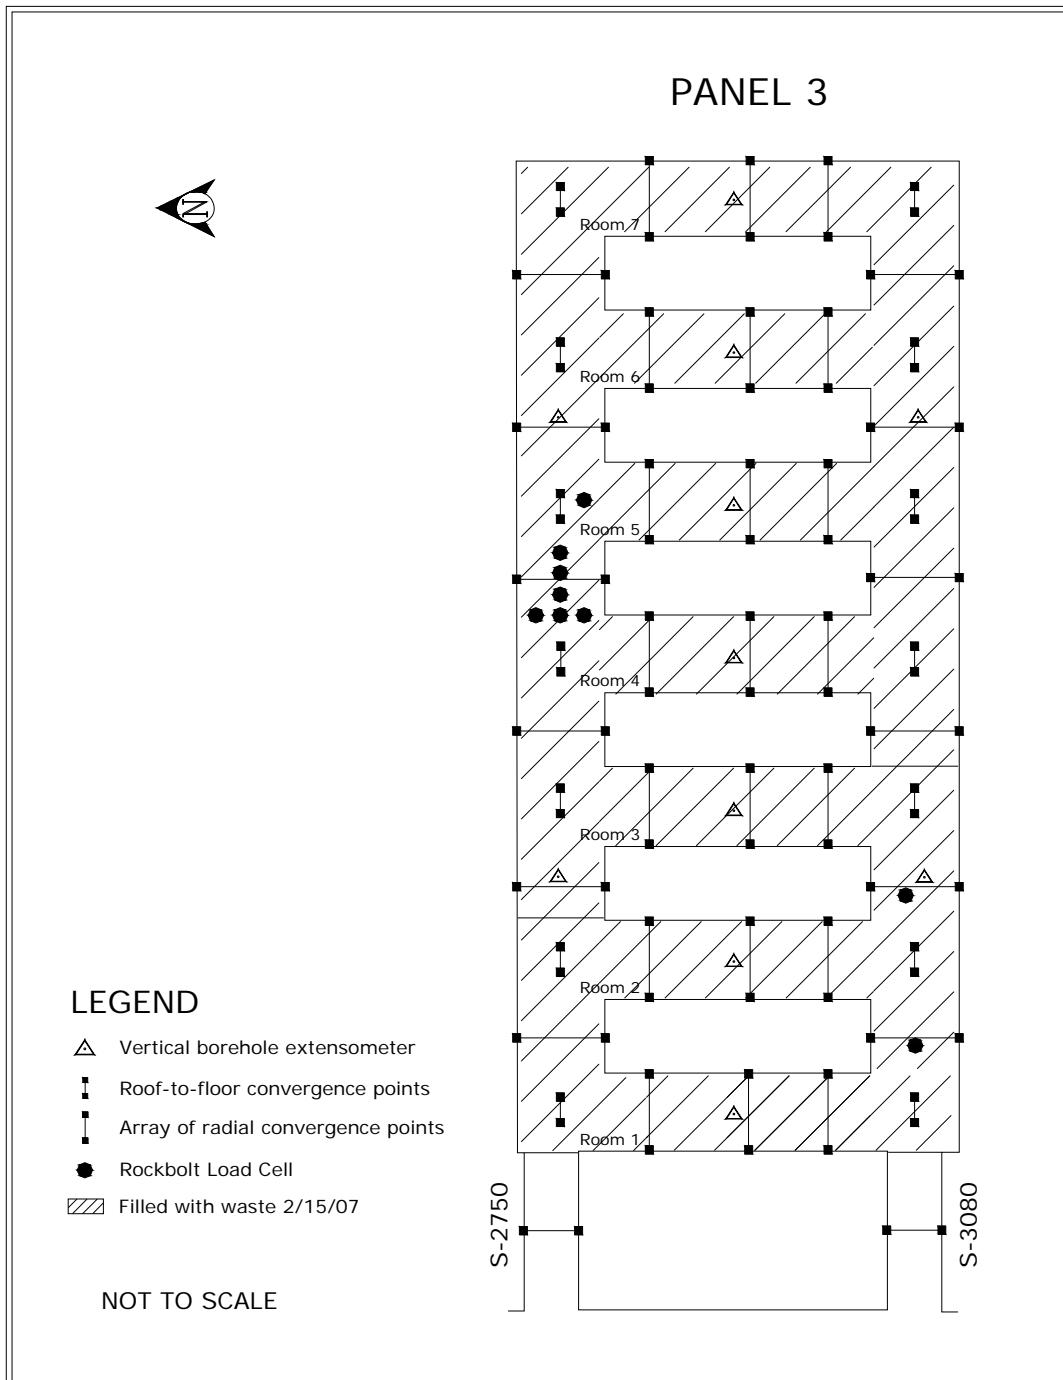 PANEL 3
N
Room 7
Room 6
Room 5
Room 4
Room 3
Room 2
Room 1
LEGEND
Vertical borehole extensometer
Roof-to-floor convergence points
Array of radial convergence points
Rockbolt Load Cell
Filled with waste 2/15/07
S-2750
S-3080
NOT TO SCALE